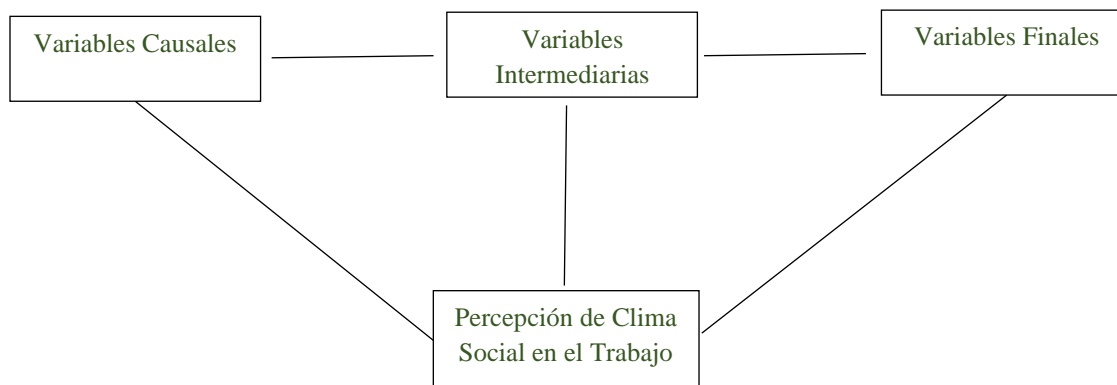 Variables Causales
Variables
Intermediarias
Variables Finales
Percepción de Clima
Social en el Trabajo